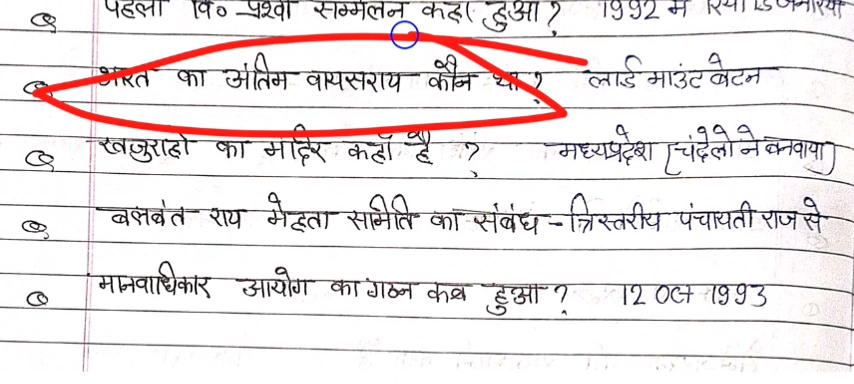 Q पहला वि० पृथ्वी सम्मेलन कहाँ हुआ? 1992 में रियो डि जेनेरियो
Q भारत का अंतिम वायसराय कौन था? लार्ड माउंट बेटन
Q खजुराहो का मंदिर कहाँ है ? मध्यप्रदेश (चंदेलो ने बनवाया)
Q बलवंत राय मेहता समिति का संबंध - त्रिस्तरीय पंचायती राज से
Q मानवाधिकार आयोग का गठन कब हुआ ? 12 Oct 1993